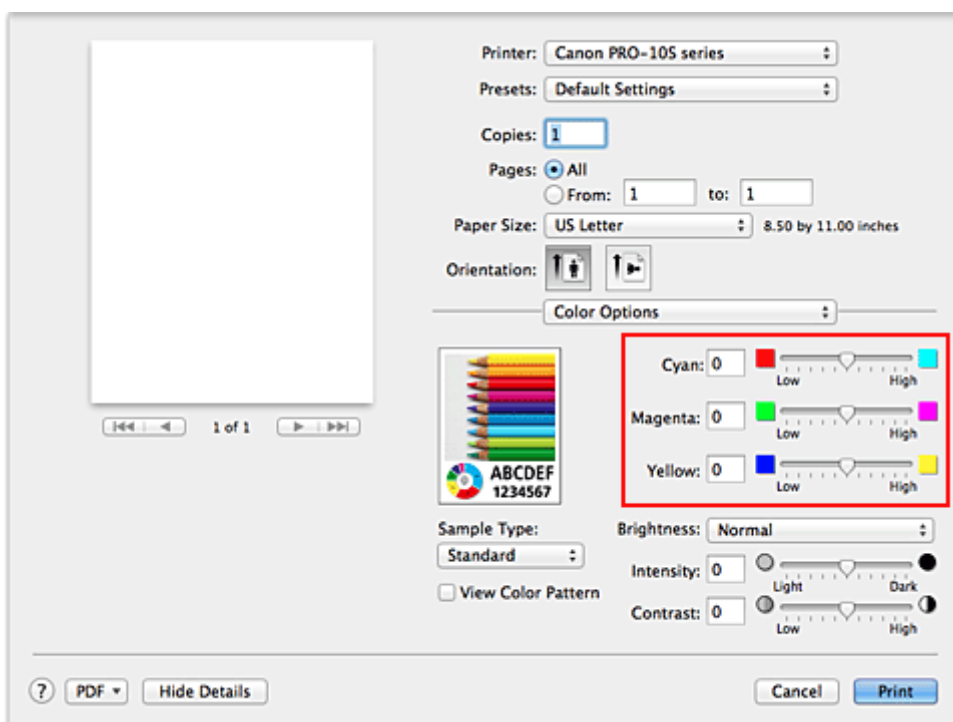 Printer: Canon PRO-10S series
Presets: Default Settings
Copies: 1
Pages: All
From: 1 to: 1
Paper Size: US Letter 8.50 by 11.00 inches
Orientation:
Color Options
Cyan: 0
Low High
Magenta: 0
Low High
Yellow: 0
Low High
1 of 1
ABCDEF
1234567
Sample Type:
Standard
View Color Pattern
Brightness: Normal
Intensity: 0
Light Dark
Contrast: 0
Low High
? PDF Hide Details Cancel Print